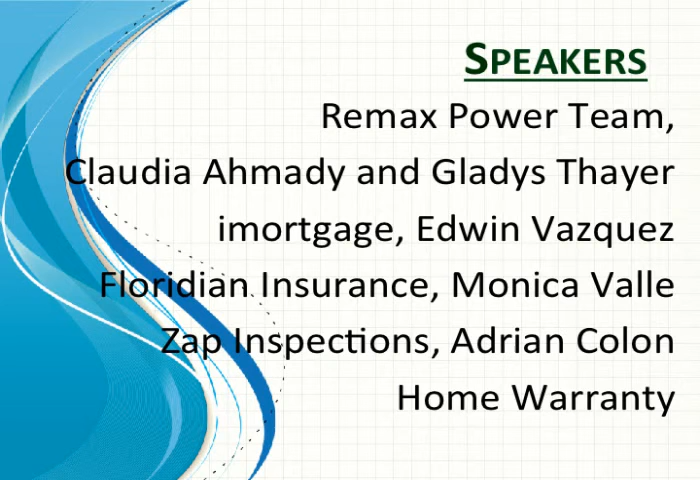 SPEAKERS
Remax Power Team,
Claudia Ahmady and Gladys Thayer
imortgage, Edwin Vazquez
Floridian Insurance, Monica Valle
Zap Inspections, Adrian Colon
Home Warranty